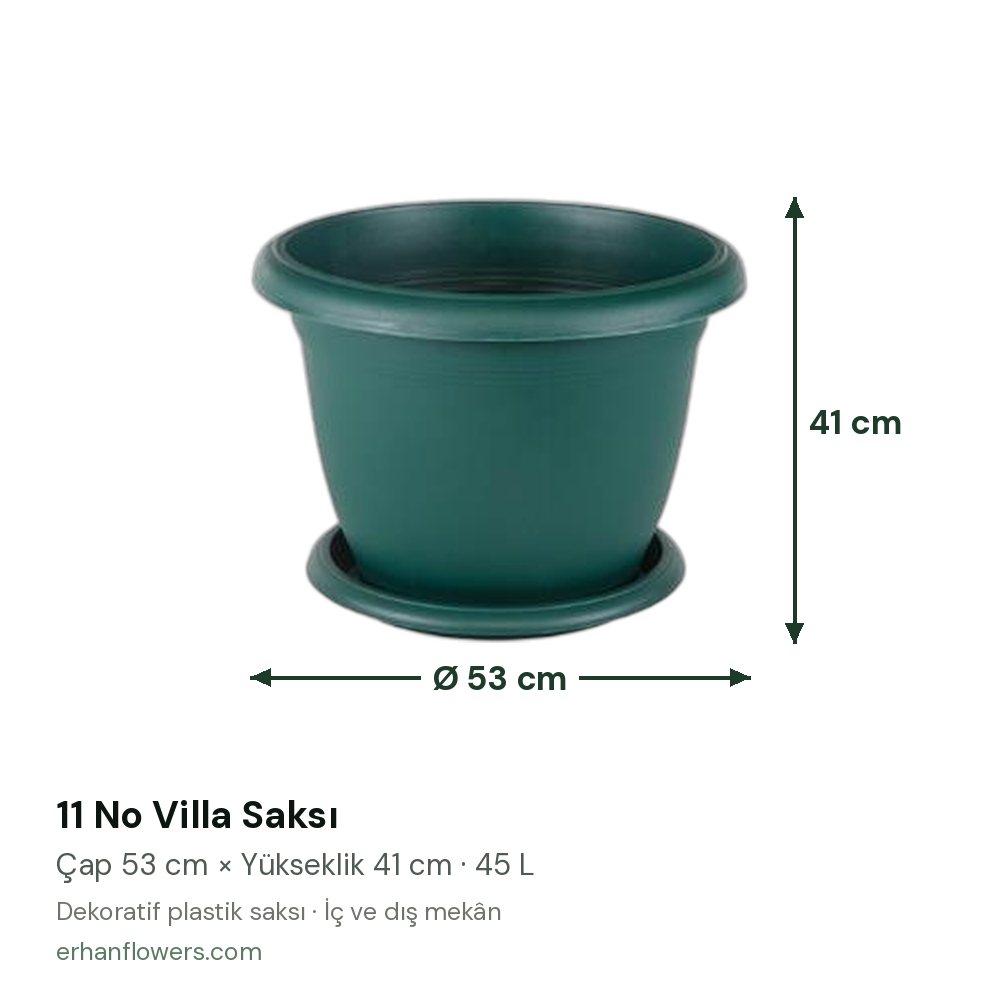 41 cm
Ø 53 cm
11 No Villa Saksı
Çap 53 cm × Yükseklik 41 cm · 45 L
Dekoratif plastik saksı · İç ve dış mekân
erhanflowers.com